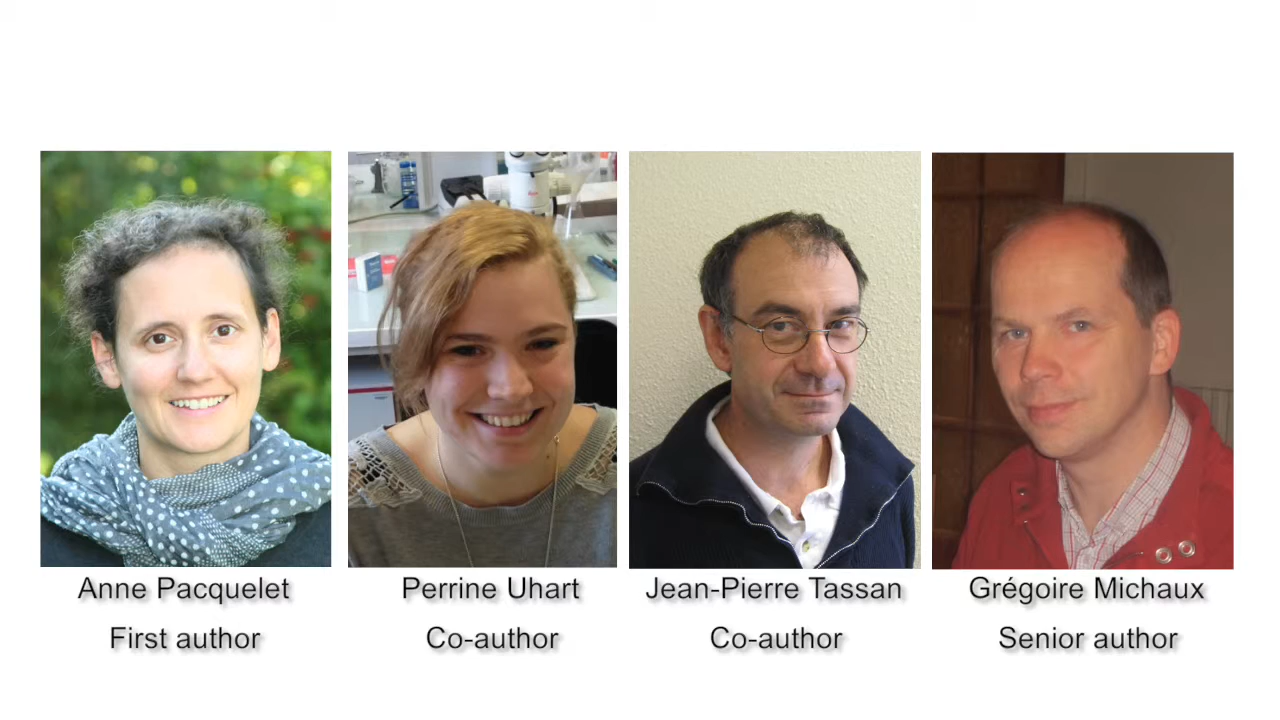 Anne Pacquelet
First author
Perrine Uhart
Co-author
Jean-Pierre Tassan
Co-author
Grégoire Michaux
Senior author